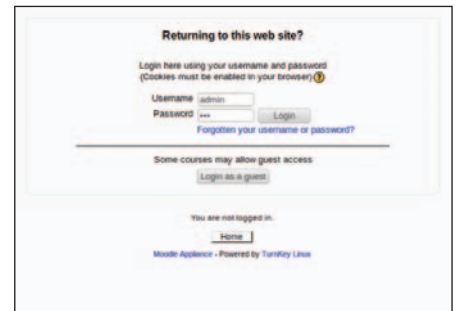 Returning to this web site?
Login here using your username and password
(Cookies must be enabled in your browser) ?
Username admin
Password ••• Login
Forgotten your username or password?
Some courses may allow guest access
Login as a guest
You are not logged in.
Home
Moodle Appliance - Powered by TurnKey Linux